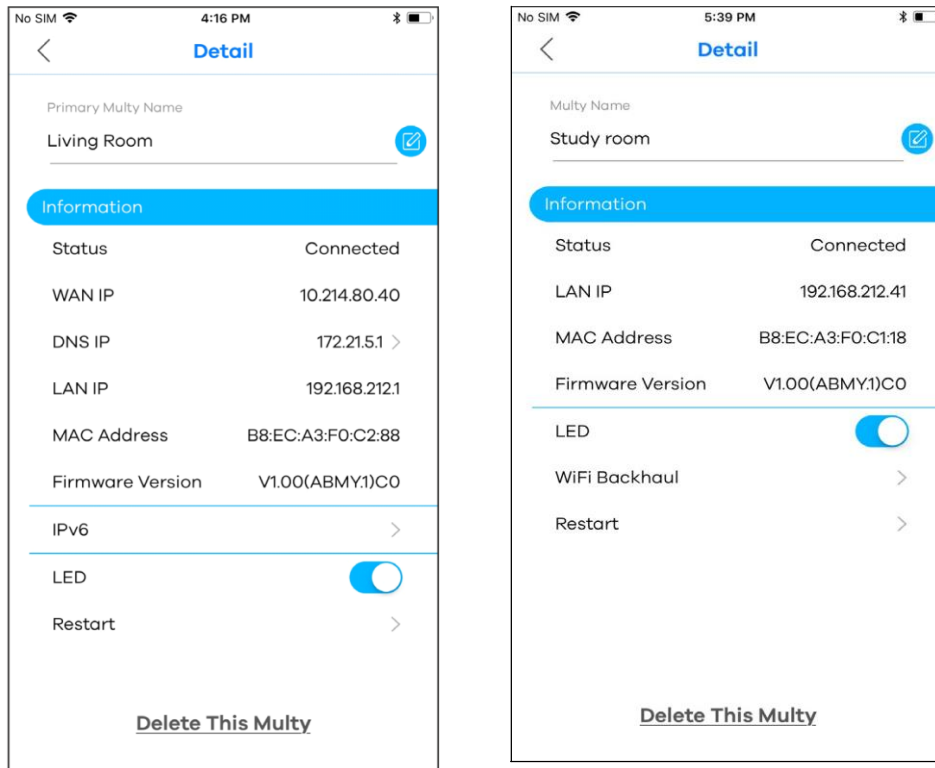 No SIM 4:16 PM
Detail
Primary Multy Name
Living Room
Information
Status Connected
WAN IP 10.214.80.40
DNS IP 172.21.5.1
LAN IP 192.168.212.1
MAC Address B8:EC:A3:F0:C2:88
Firmware Version V1.00(ABMY.1)C0
IPv6
LED
Restart
Delete This Multy
No SIM 5:39 PM
Detail
Multy Name
Study room
Information
Status Connected
LAN IP 192.168.212.41
MAC Address B8:EC:A3:F0:C1:18
Firmware Version V1.00(ABMY.1)C0
LED
WiFi Backhaul
Restart
Delete This Multy